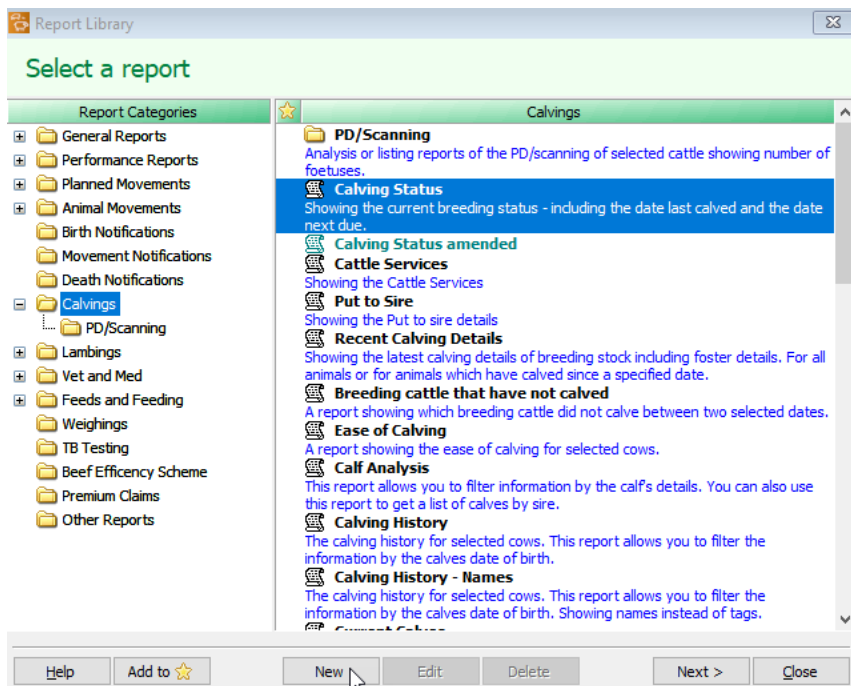 Report Library
Select a report
Report Categories
General Reports
Performance Reports
Planned Movements
Animal Movements
Birth Notifications
Movement Notifications
Death Notifications
Calvings
PD/Scanning
Lambings
Vet and Med
Feeds and Feeding
Weighings
TB Testing
Beef Efficency Scheme
Premium Claims
Other Reports
Calvings
PD/Scanning
Analysis or listing reports of the PD/scanning of selected cattle showing number of
foetuses.
Calving Status
Showing the current breeding status - including the date last calved and the date
next due.
Calving Status amended
Cattle Services
Showing the Cattle Services
Put to Sire
Showing the Put to sire details
Recent Calving Details
Showing the latest calving details of breeding stock including foster details. For all
animals or for animals which have calved since a specified date.
Breeding cattle that have not calved
A report showing which breeding cattle did not calve between two selected dates.
Ease of Calving
A report showing the ease of calving for selected cows.
Calf Analysis
This report allows you to filter information by the calf's details. You can also use
this report to get a list of calves by sire.
Calving History
The calving history for selected cows. This report allows you to filter the
information by the calves date of birth.
Calving History - Names
The calving history for selected cows. This report allows you to filter the
information by the calves date of birth. Showing names instead of tags.
Help
Add to
New
Edit
Delete
Next >
Close